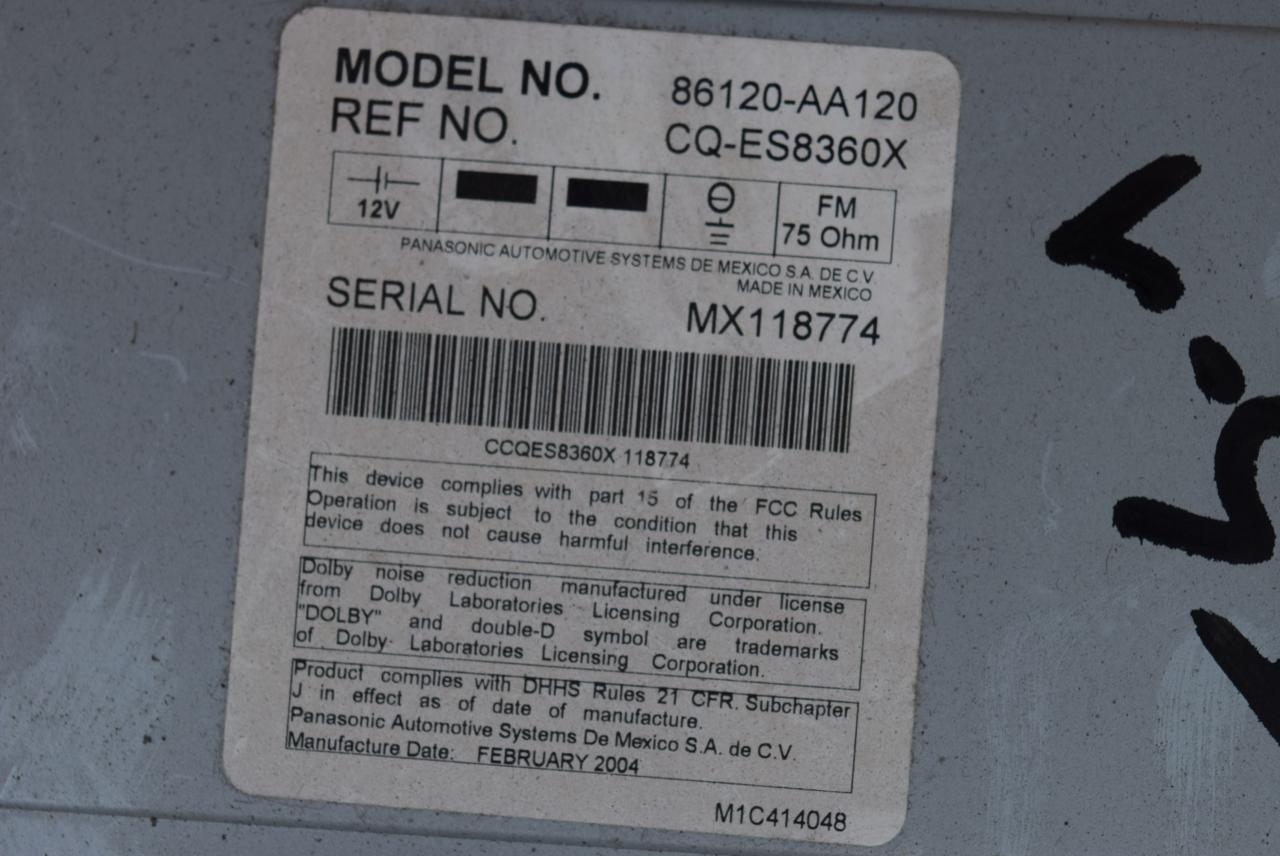 MODEL NO. 86120-AA120
REF NO. CQ-ES8360X
12V
FM
75 Ohm
PANASONIC AUTOMOTIVE SYSTEMS DE MEXICO S.A. DE C.V
MADE IN MEXICO
SERIAL NO. MX118774
CCQES8360X 118774
This device complies with part 15 of the FCC Rules
Operation is subject to the condition that this
device does not cause harmful interference.
Dolby noise reduction manufactured under license
from Dolby Laboratories Licensing Corporation.
"DOLBY" and double-D symbol are trademarks
of Dolby Laboratories Licensing Corporation.
Product complies with DHHS Rules 21 CFR. Subchapter
J in effect as of date of manufacture.
Panasonic Automotive Systems De Mexico S.A. de C.V.
Manufacture Date: FEBRUARY 2004
M1C414048